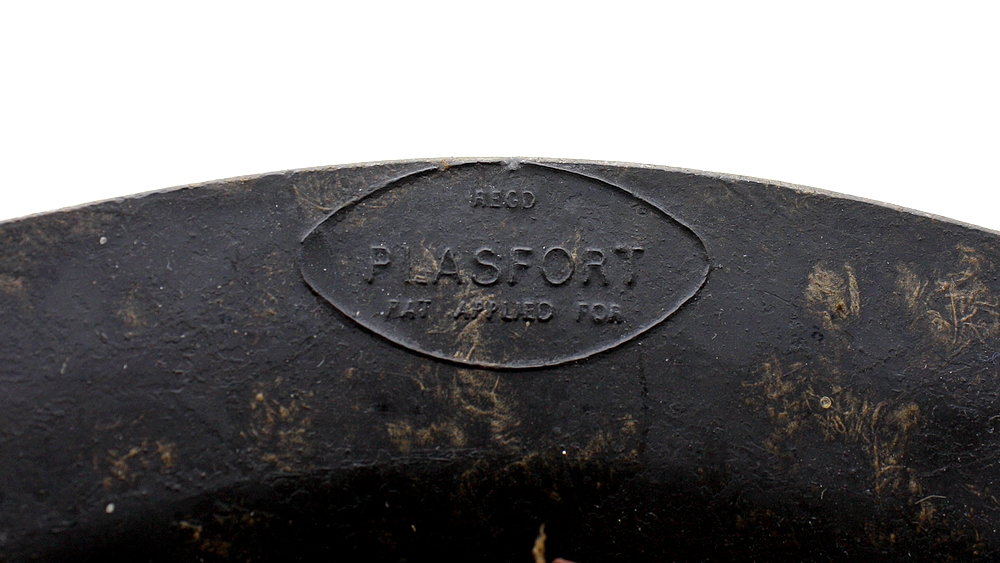 REGD
PLASFORT
PAT APPLIED FOR